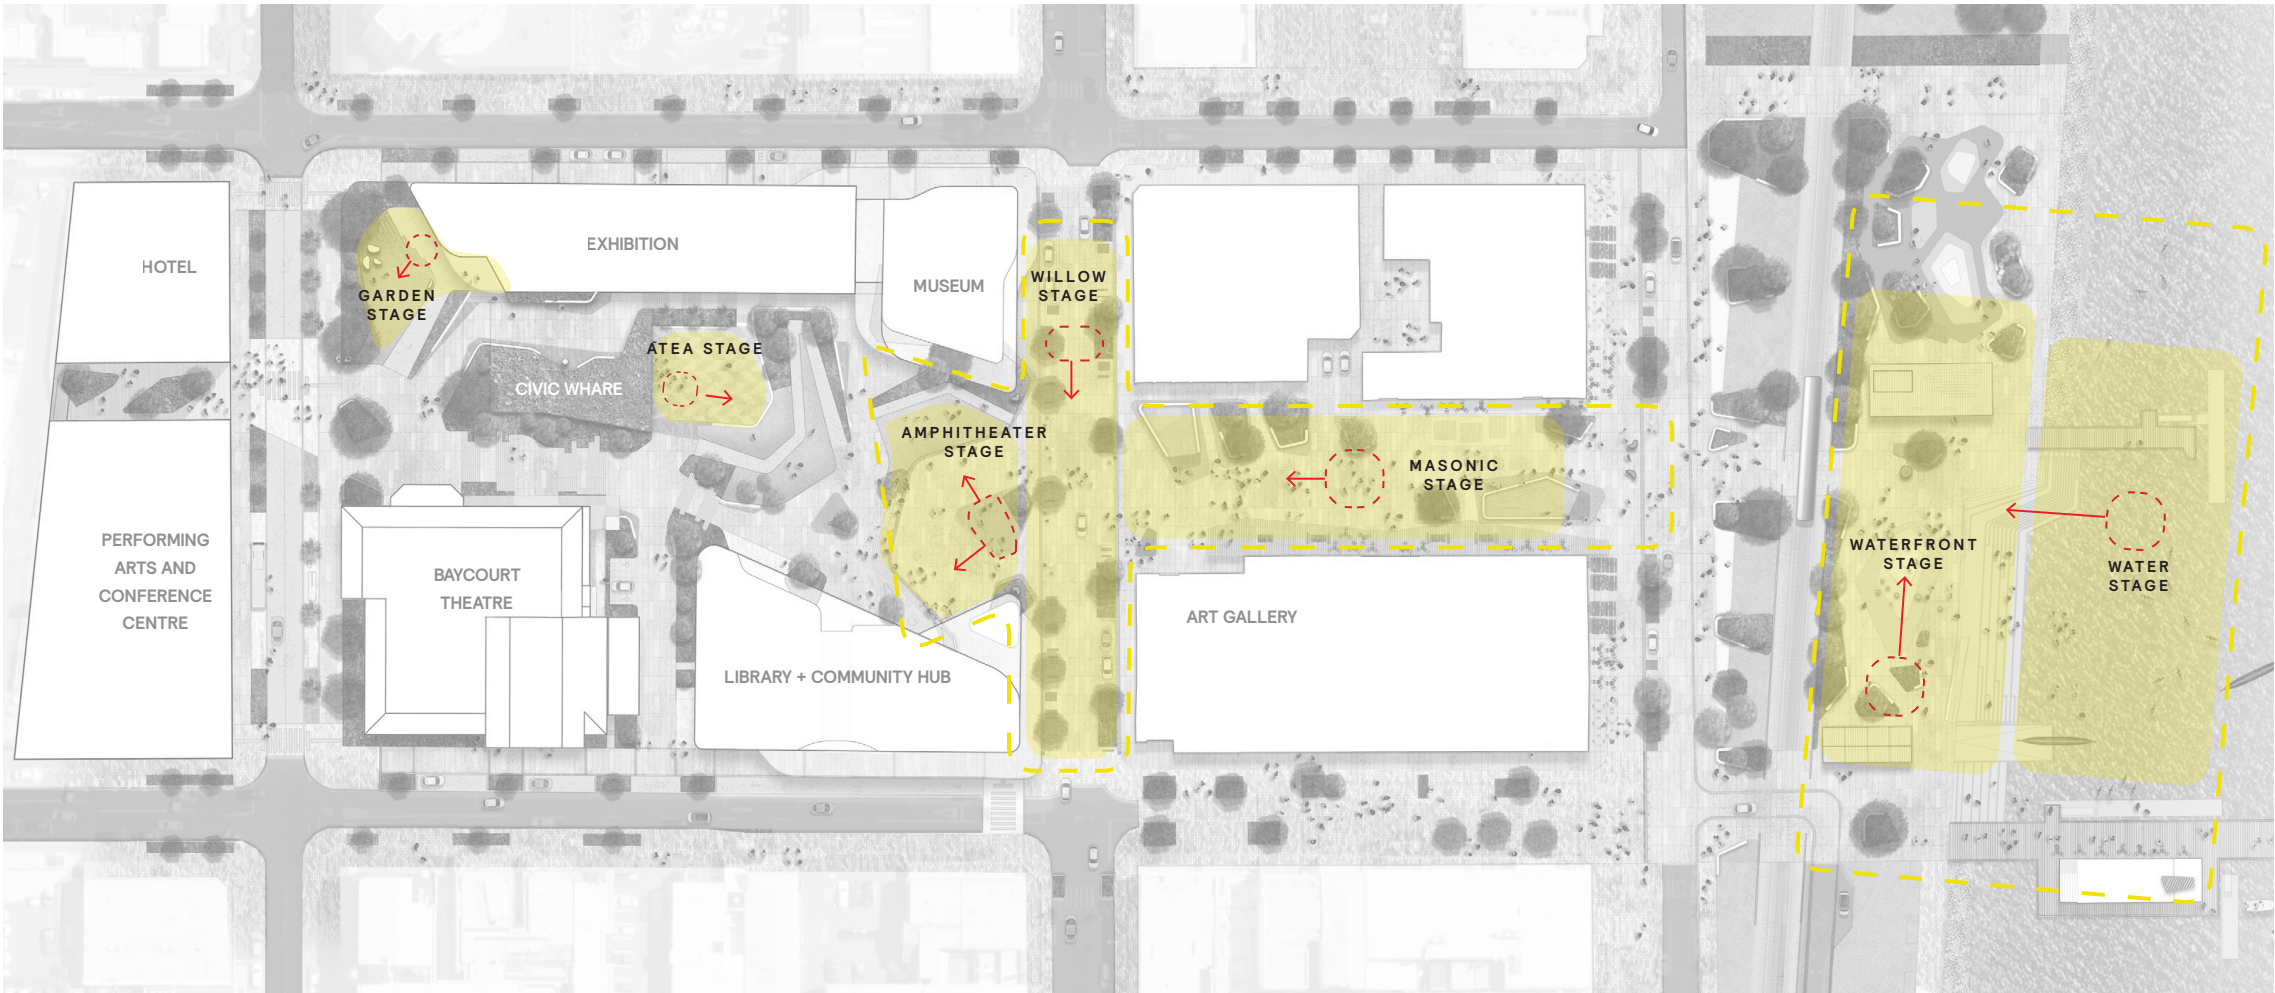 HOTEL
PERFORMING
ARTS AND
CONFERENCE
CENTRE
GARDEN
STAGE
EXHIBITION
ATEA STAGE
CIVIC WHARE
BAYCOURT
THEATRE
MUSEUM
AMPHITHEATER
STAGE
LIBRARY + COMMUNITY HUB
WILLOW
STAGE
MASONIC
STAGE
ART GALLERY
WATERFRONT
STAGE
WATER
STAGE